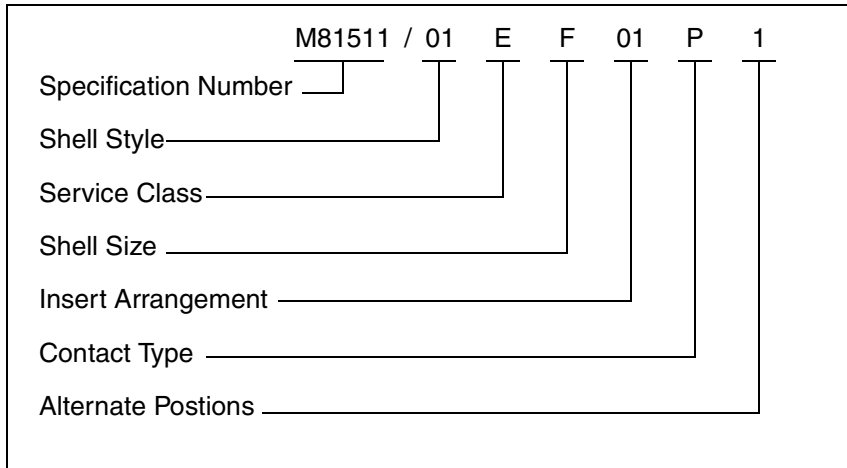 M81511 / 01 E F 01 P 1
Specification Number
Shell Style
Service Class
Shell Size
Insert Arrangement
Contact Type
Alternate Postions